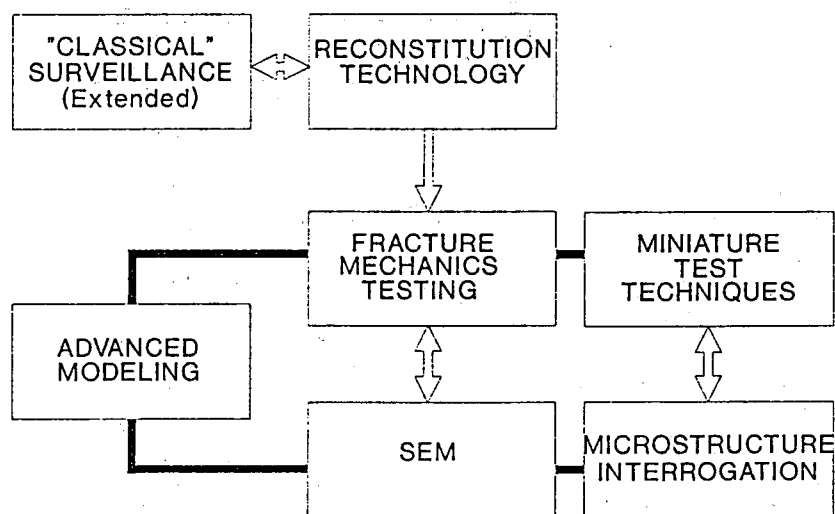 "CLASSICAL"
SURVEILLANCE
(Extended)
RECONSTITUTION
TECHNOLOGY
FRACTURE
MECHANICS
TESTING
MINIATURE
TEST
TECHNIQUES
ADVANCED
MODELING
SEM
MICROSTRUCTURE
INTERROGATION